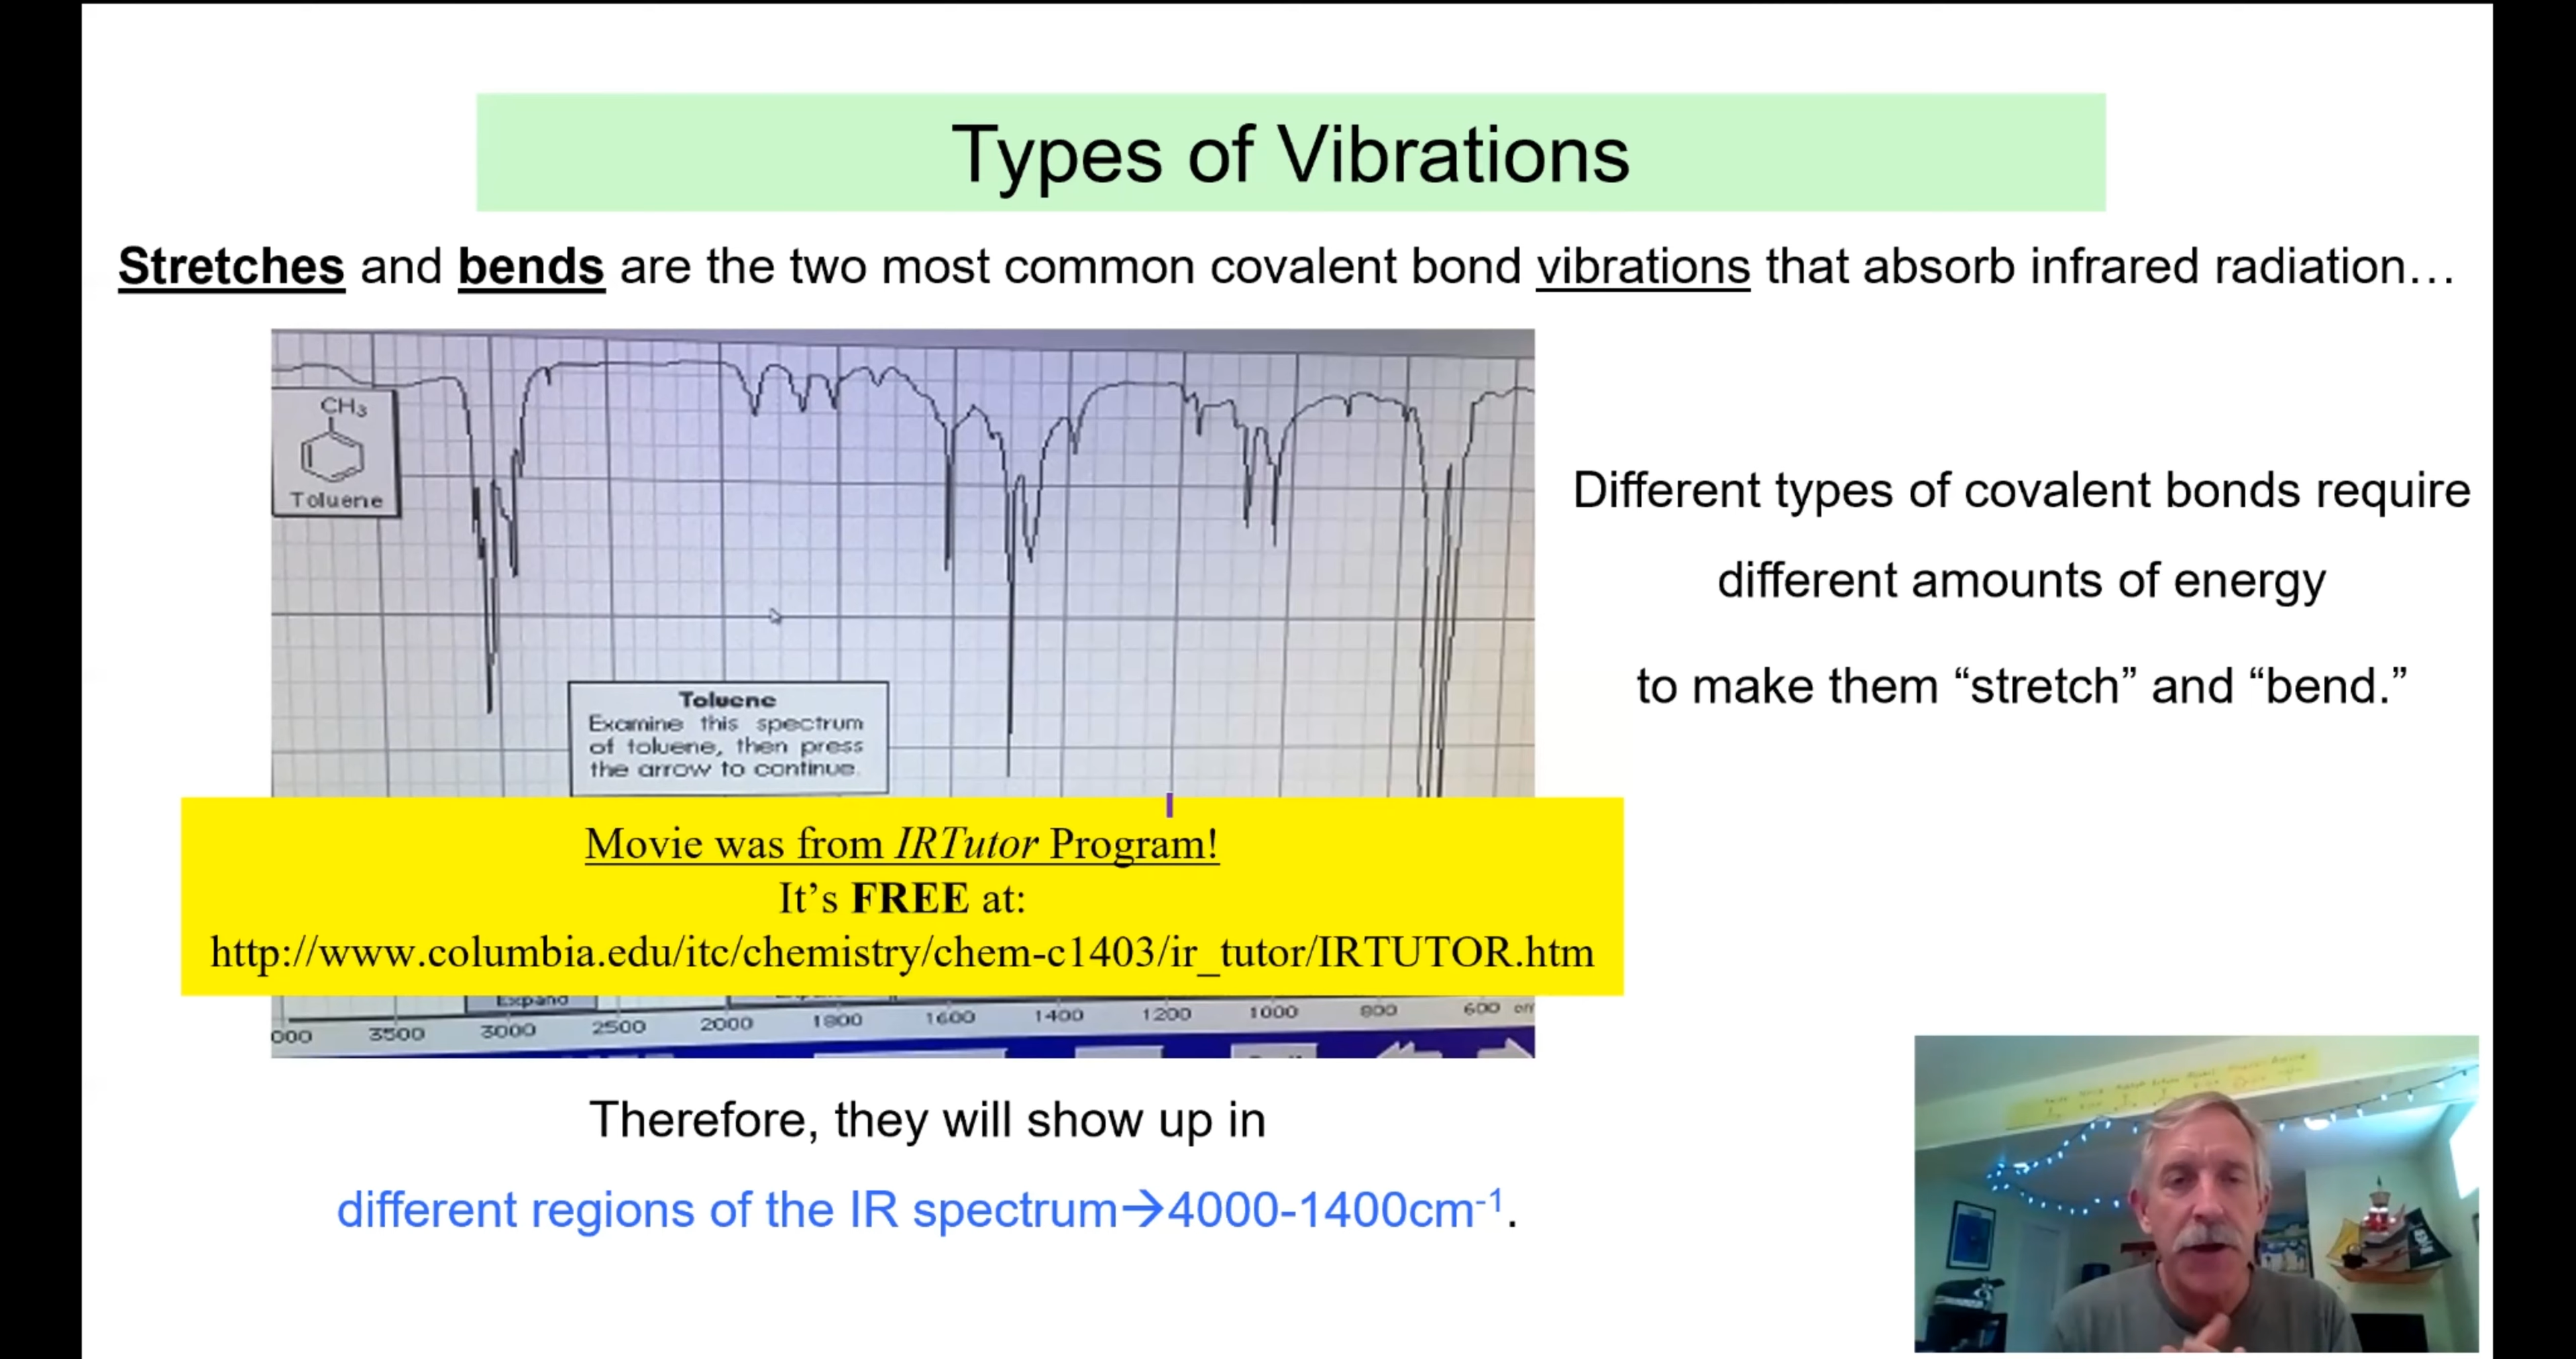 Types of Vibrations
Stretches and bends are the two most common covalent bond vibrations that absorb infrared radiation…
CH₃
Toluene
Different types of covalent bonds require
different amounts of energy
to make them “stretch” and “bend.”
Toluene
Examine this spectrum
of toluene, then press
the arrow to continue.
Movie was from IRTutor Program!
It’s FREE at:
http://www.columbia.edu/itc/chemistry/chem-c1403/ir_tutor/IRTUTOR.htm
Expand
000 3500 3000 2500 2000 1800 1600 1400 1200 1000 800 600
Therefore, they will show up in
different regions of the IR spectrum→4000-1400cm⁻¹.